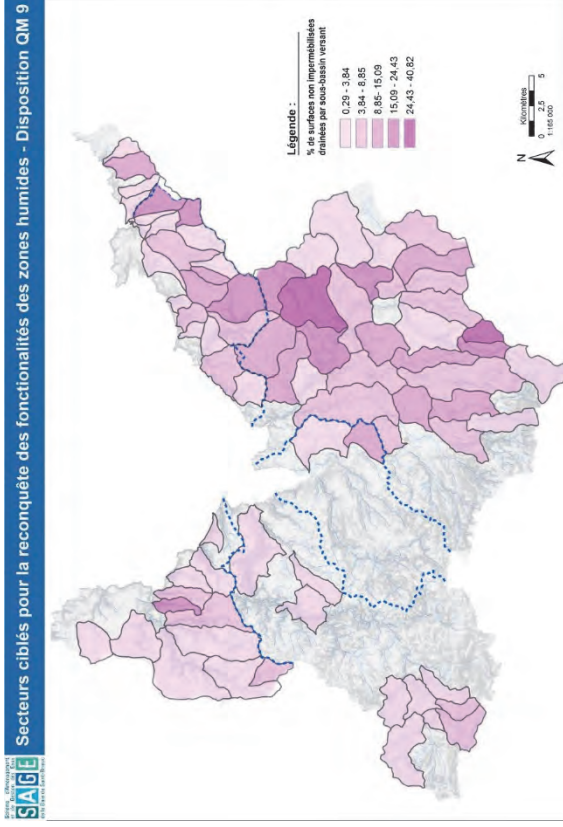 SAGE
Secteurs ciblés pour la reconquête des fonctionalités des zones humides - Disposition QM 9
Légende :
% de surfaces non impermébilisées
drainées par sous-bassin versant
0,29 - 3,84
3,84 - 8,85
8,85- 15,09
15,09 - 24,43
24,43 - 40,82
N
Kilomètres
0 2,5 5
1:165 000